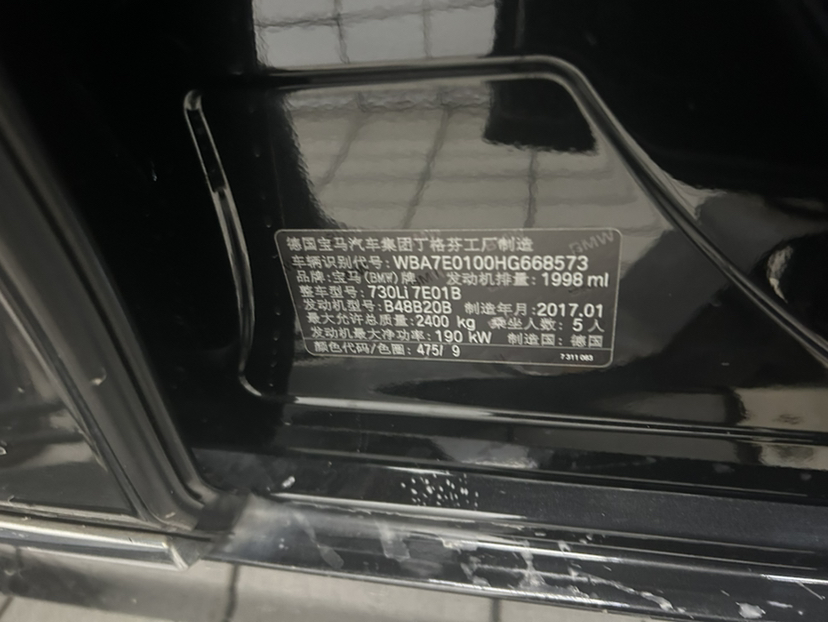 德国宝马汽车集团丁格芬工厂制造
车辆识别代号: WBA7E0100HG668573
品牌: 宝马(BMW)牌 发动机排量: 1998 ml
整车型号: 730Li 7E01B
发动机型号: B48B20B 制造年月: 2017.01
最大允许总质量: 2400 kg 乘坐人数: 5 人
发动机最大净功率: 190 kW 制造国: 德国
颜色代码/色圈: 475/ 9
7 311 083
BMW